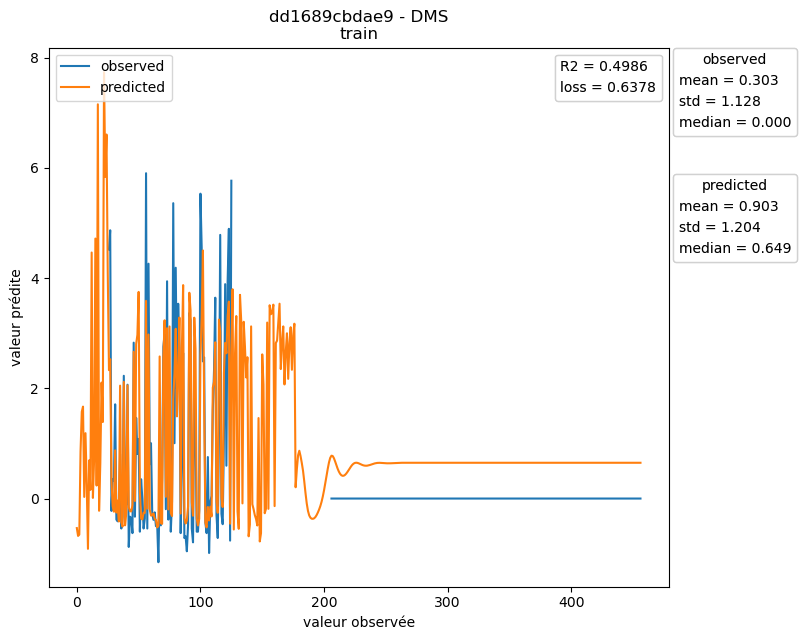 dd1689cbdae9 - DMS
train
observed
predicted
R2 = 0.4986
loss = 0.6378
observed
mean = 0.303
std = 1.128
median = 0.000
predicted
mean = 0.903
std = 1.204
median = 0.649
8
6
4
2
0
valeur prédite
0 100 200 300 400
valeur observée